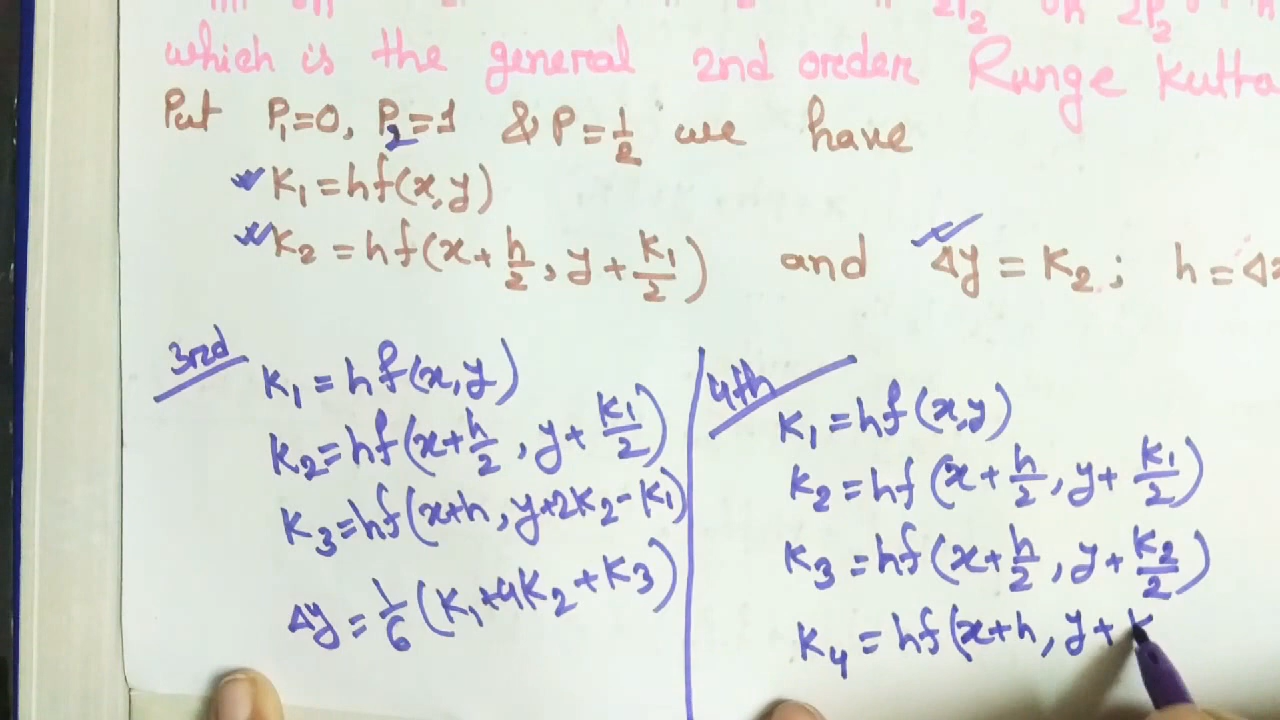 which is the general 2nd order Runge Kutta
Put P₁=0, P₂=1 & P=1/2 we have
K₁=hf(x,y)
K₂=hf(x+h/2, y+K₁/2) and Δy=K₂; h=Δ
3rd
K₁=hf(x,y)
K₂=hf(x+h/2, y+K₁/2)
K₃=hf(x+h, y+2K₂-K₁)
Δy=1/6(K₁+4K₂+K₃)
4th
K₁=hf(x,y)
K₂=hf(x+h/2, y+K₁/2)
K₃=hf(x+h/2, y+K₂/2)
K₄=hf(x+h, y+K